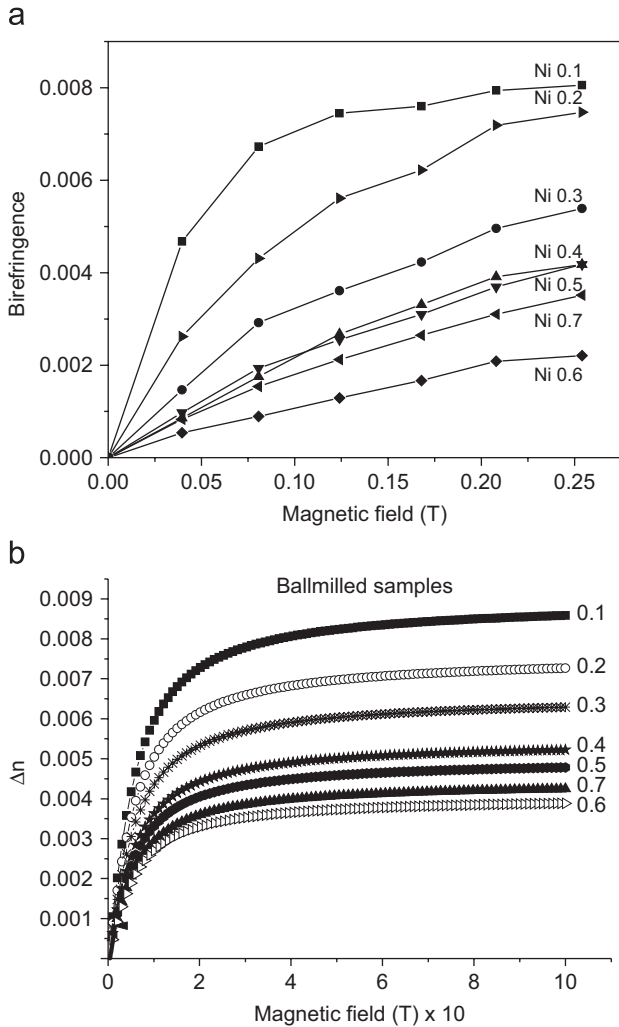 a
0.008
0.006
0.004
0.002
0.000
Birefringence
Ni 0.1
Ni 0.2
Ni 0.3
Ni 0.4
Ni 0.5
Ni 0.7
Ni 0.6
0.00 0.05 0.10 0.15 0.20 0.25
Magnetic field (T)
b
Ballmilled samples
0.009
0.008
0.007
0.006
0.005
0.004
0.003
0.002
0.001
Δn
0.1
0.2
0.3
0.4
0.5
0.7
0.6
0 2 4 6 8 10
Magnetic field (T) x 10